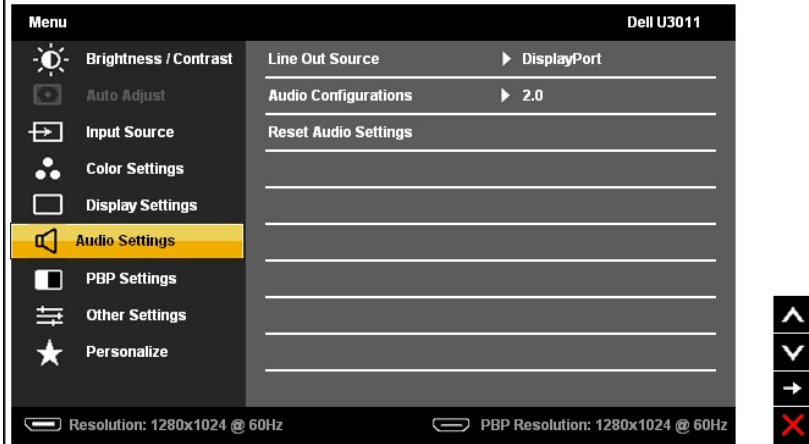 Menu Dell U3011
Brightness / Contrast Line Out Source DisplayPort
Auto Adjust Audio Configurations 2.0
Input Source Reset Audio Settings
Color Settings
Display Settings
Audio Settings
PBP Settings
Other Settings
Personalize
Resolution: 1280x1024 @ 60Hz PBP Resolution: 1280x1024 @ 60Hz